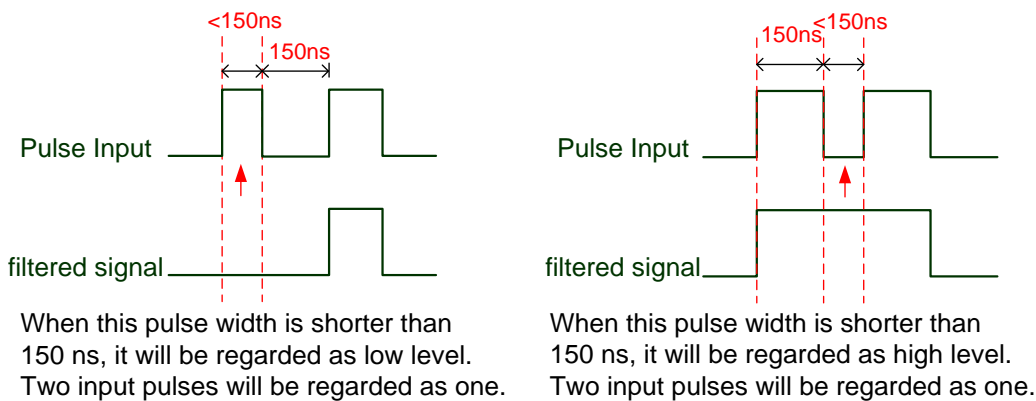 <150ns
150ns
Pulse Input
filtered signal
When this pulse width is shorter than
150 ns, it will be regarded as low level.
Two input pulses will be regarded as one.
<150ns
150ns
Pulse Input
filtered signal
When this pulse width is shorter than
150 ns, it will be regarded as high level.
Two input pulses will be regarded as one.